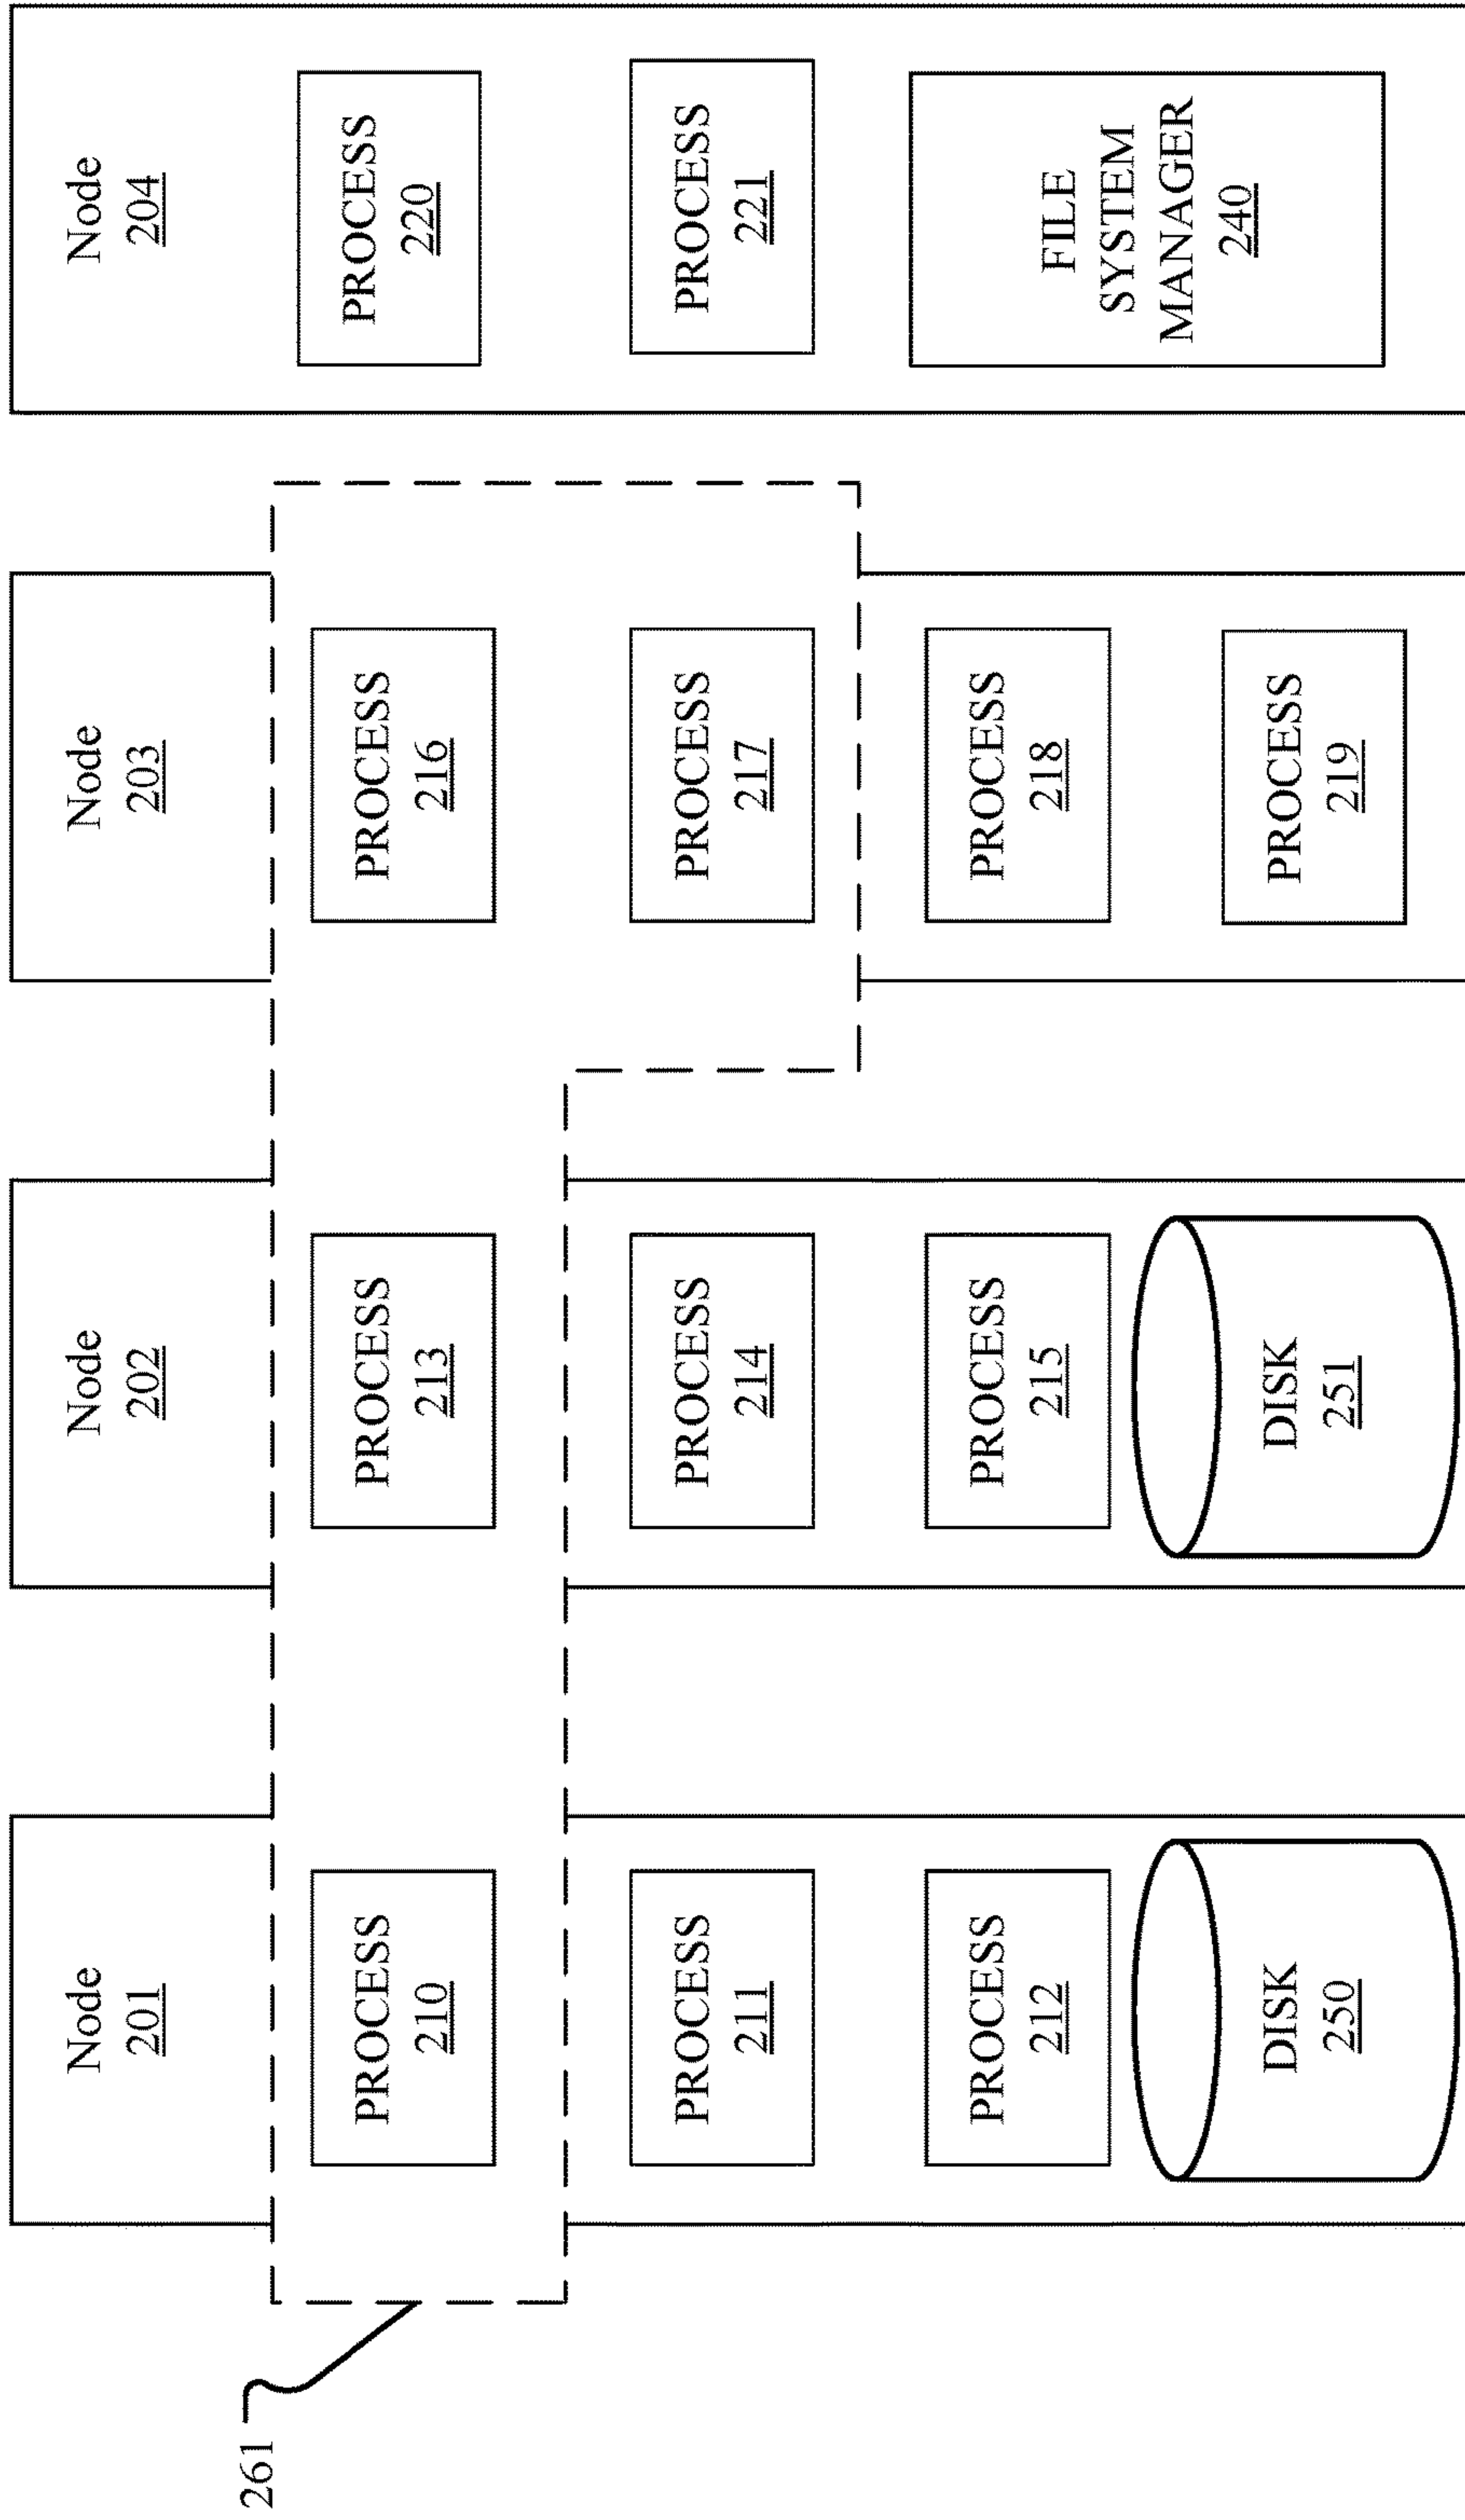 Node
201
PROCESS
210
PROCESS
211
PROCESS
212
DISK
250
Node
202
PROCESS
213
PROCESS
214
PROCESS
215
DISK
251
Node
203
PROCESS
216
PROCESS
217
PROCESS
218
PROCESS
219
Node
204
PROCESS
220
PROCESS
221
FILE
SYSTEM
MANAGER
240
261